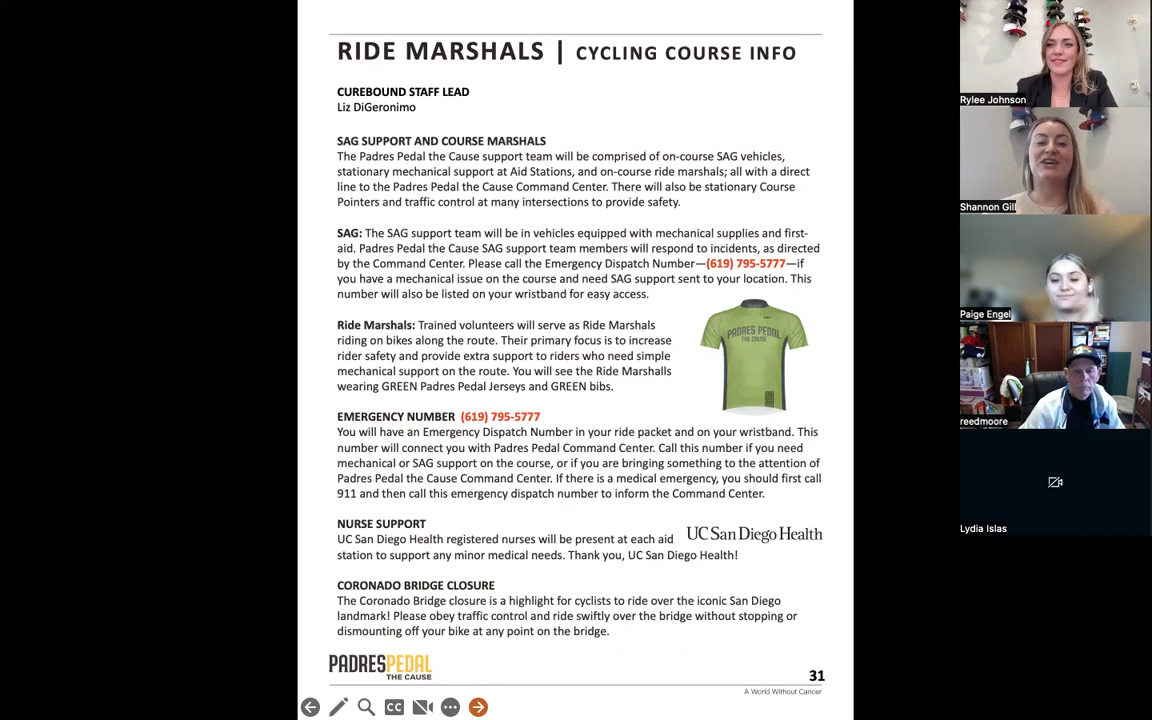 RIDE MARSHALS | CYCLING COURSE INFO
CUREBOUND STAFF LEAD
Liz DiGeronimo
SAG SUPPORT AND COURSE MARSHALS
The Padres Pedal the Cause support team will be comprised of on-course SAG vehicles,
stationary mechanical support at Aid Stations, and on-course ride marshals; all with a direct
line to the Padres Pedal the Cause Command Center. There will also be stationary Course
Pointers and traffic control at many intersections to provide safety.
SAG: The SAG support team will be in vehicles equipped with mechanical supplies and first-
aid. Padres Pedal the Cause SAG support team members will respond to incidents, as directed
by the Command Center. Please call the Emergency Dispatch Number—(619) 795-5777—if
you have a mechanical issue on the course and need SAG support sent to your location. This
number will also be listed on your wristband for easy access.
Ride Marshals: Trained volunteers will serve as Ride Marshals
riding on bikes along the route. Their primary focus is to increase
rider safety and provide extra support to riders who need simple
mechanical support on the route. You will see the Ride Marshalls
wearing GREEN Padres Pedal Jerseys and GREEN bibs.
PADRES PEDAL
THE CAUSE
EMERGENCY NUMBER (619) 795-5777
You will have an Emergency Dispatch Number in your ride packet and on your wristband. This
number will connect you with Padres Pedal Command Center. Call this number if you need
mechanical or SAG support on the course, or if you are bringing something to the attention of
Padres Pedal the Cause Command Center. If there is a medical emergency, you should first call
911 and then call this emergency dispatch number to inform the Command Center.
NURSE SUPPORT
UC San Diego Health registered nurses will be present at each aid
station to support any minor medical needs. Thank you, UC San Diego Health!
UC San Diego Health
CORONADO BRIDGE CLOSURE
The Coronado Bridge closure is a highlight for cyclists to ride over the iconic San Diego
landmark! Please obey traffic control and ride swiftly over the bridge without stopping or
dismounting off your bike at any point on the bridge.
PADRESPEDAL
THE CAUSE
31
A World Without Cancer
CC
Rylee Johnson
Shannon Gill
Paige Engel
reedmoore
Lydia Islas